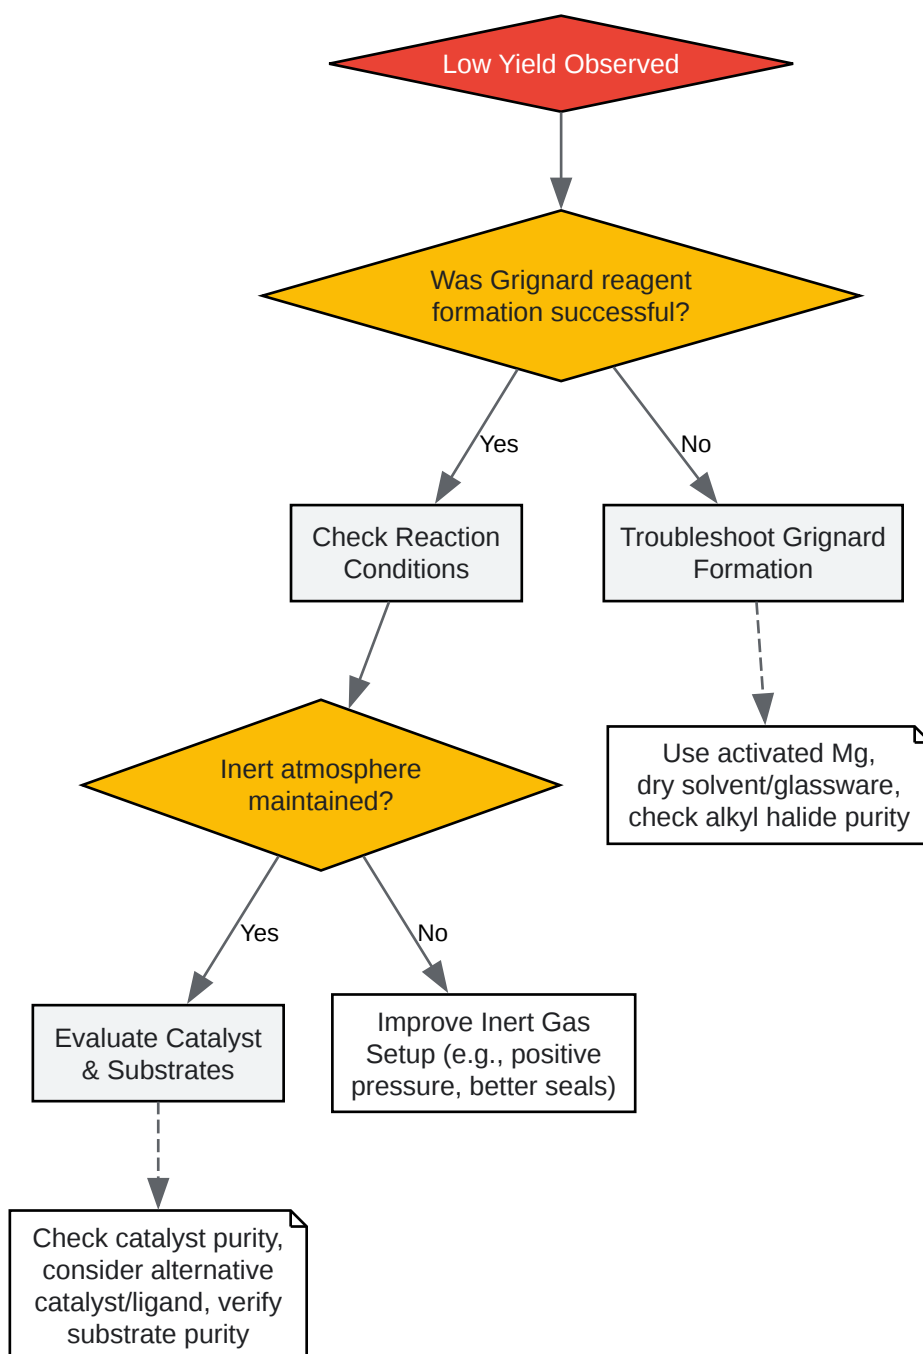 Low Yield Observed
Was Grignard reagent
formation successful?
Yes
No
Check Reaction
Conditions
Troubleshoot Grignard
Formation
Inert atmosphere
maintained?
Use activated Mg,
dry solvent/glassware,
check alkyl halide purity
Yes
No
Evaluate Catalyst
& Substrates
Improve Inert Gas
Setup (e.g., positive
pressure, better seals)
Check catalyst purity,
consider alternative
catalyst/ligand, verify
substrate purity